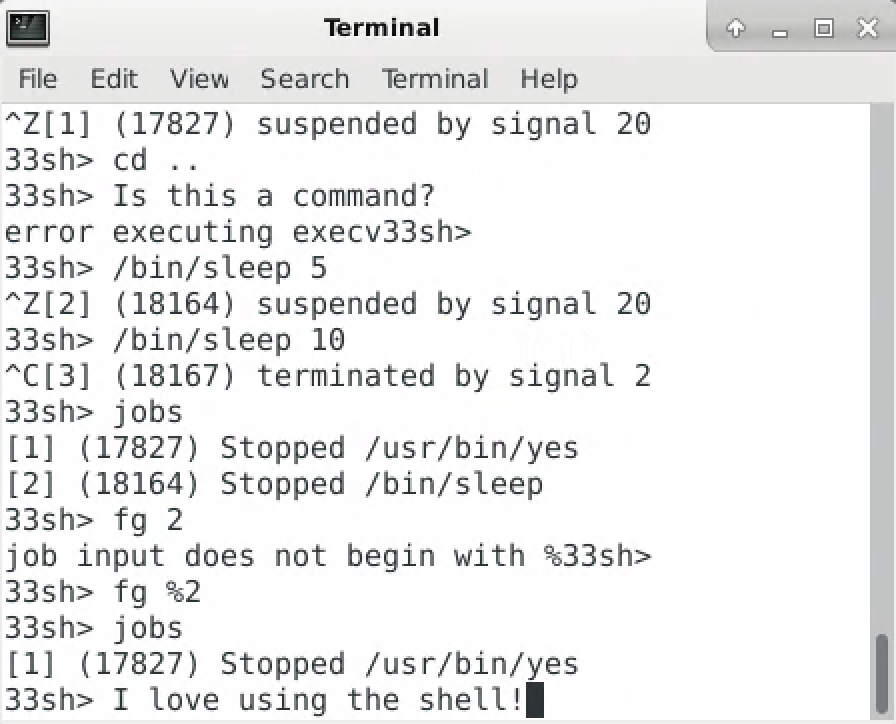 Terminal
File Edit View Search Terminal Help
^Z[1] (17827) suspended by signal 20
33sh> cd ..
33sh> Is this a command?
error executing execv33sh>
33sh> /bin/sleep 5
^Z[2] (18164) suspended by signal 20
33sh> /bin/sleep 10
^C[3] (18167) terminated by signal 2
33sh> jobs
[1] (17827) Stopped /usr/bin/yes
[2] (18164) Stopped /bin/sleep
33sh> fg 2
job input does not begin with %33sh>
33sh> fg %2
33sh> jobs
[1] (17827) Stopped /usr/bin/yes
33sh> I love using the shell!